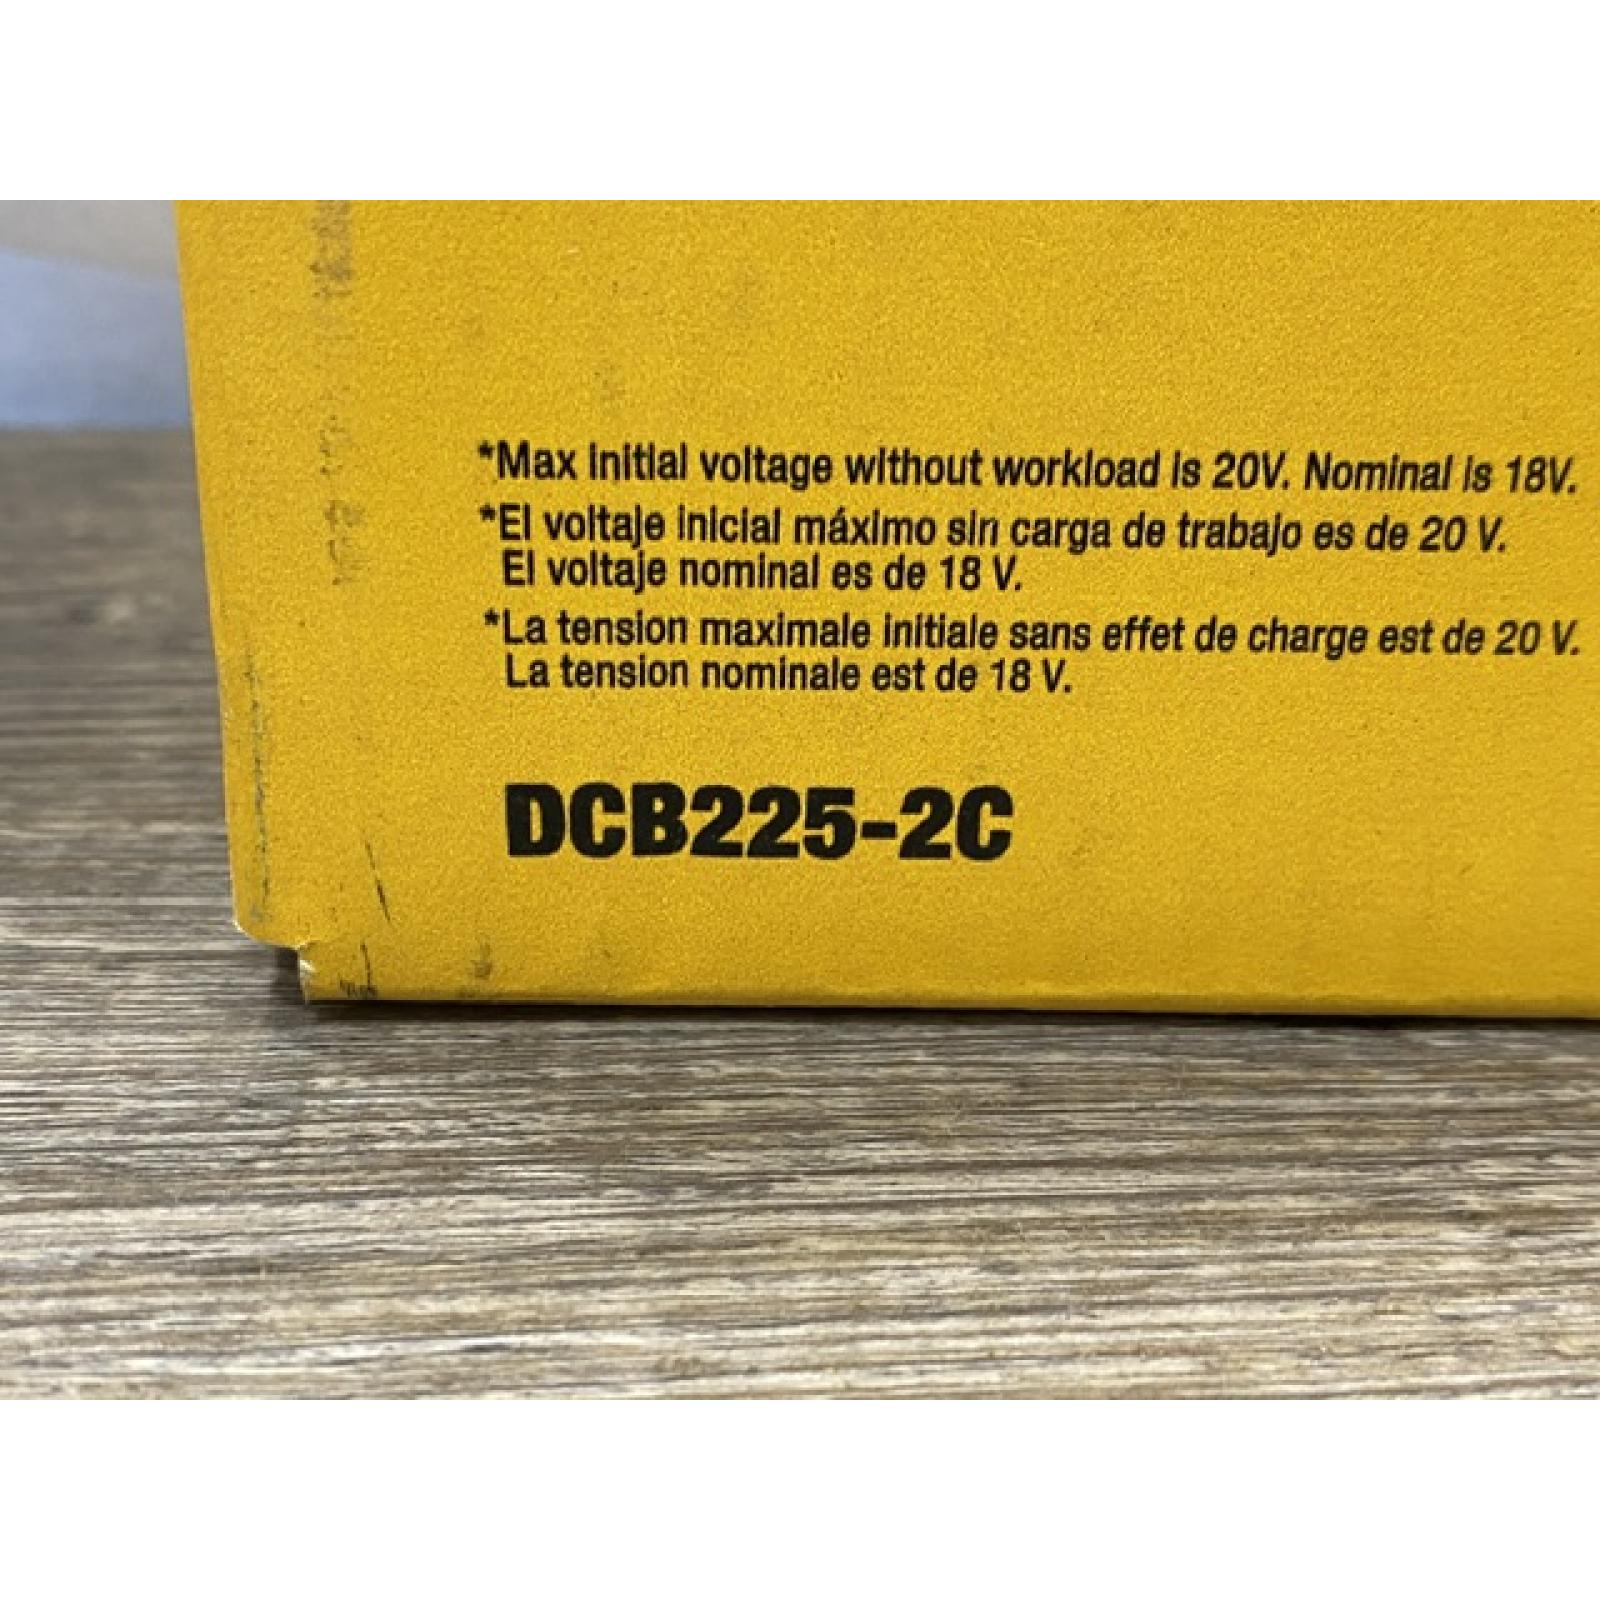 *Max initial voltage without workload is 20V. Nominal is 18V.
*El voltaje inicial máximo sin carga de trabajo es de 20 V.
El voltaje nominal es de 18 V.
*La tension maximale initiale sans effet de charge est de 20 V.
La tension nominale est de 18 V.
DCB225-2C